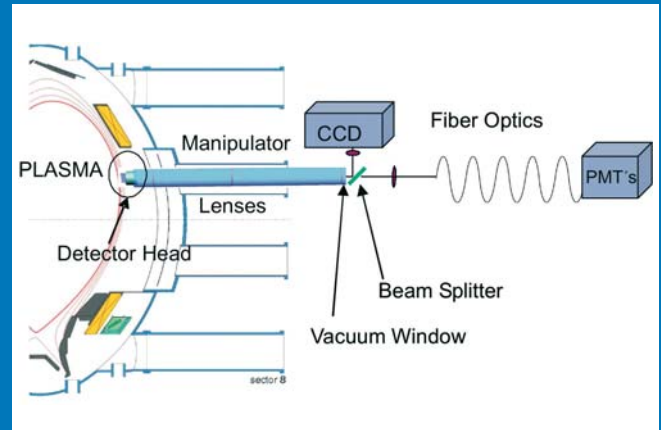 CCD
Fiber Optics
Manipulator
PLASMA
PMT´s
Lenses
Detector Head
Beam Splitter
Vacuum Window
sector 8